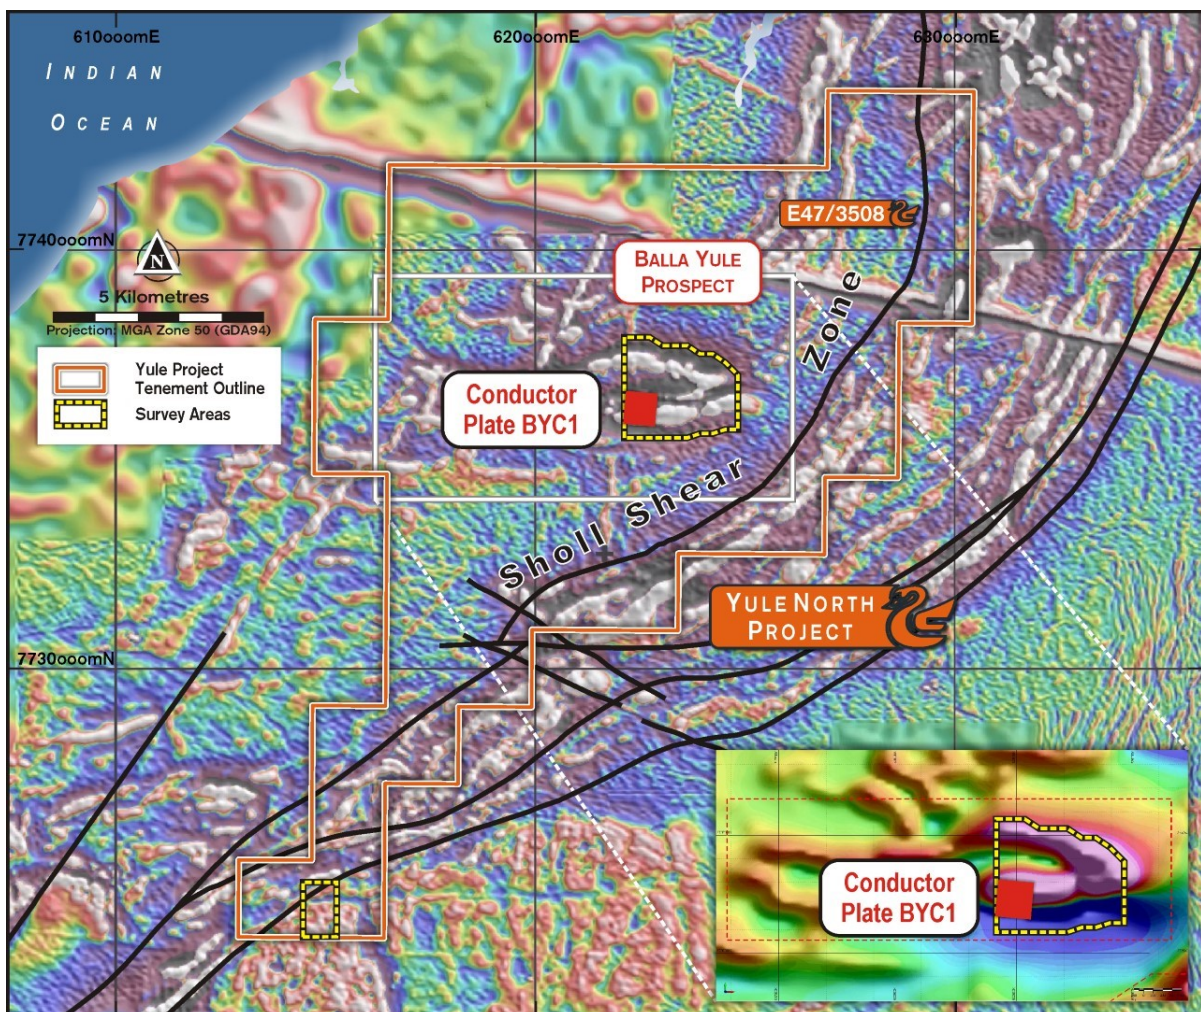 610000mE
620000mE
630000mE
INDIAN
OCEAN
E47/3508
7740000mN
BALLA YULE
PROSPECT
N
5 Kilometres
Projection: MGA Zone 50 (GDA94)
Yule Project
Tenement Outline
Survey Areas
Conductor
Plate BYC1
Sholl Shear Zone
YULE NORTH
PROJECT
7730000mN
Conductor
Plate BYC1